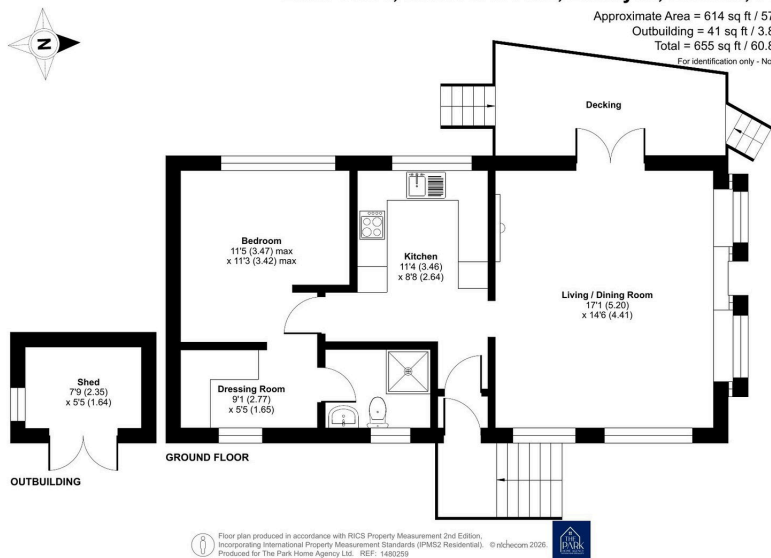 Approximate Area = 614 sq ft / 57
Outbuilding = 41 sq ft / 3.8
Total = 655 sq ft / 60.8
For identification only - No
N
Decking
Bedroom
11'5 (3.47) max
x 11'3 (3.42) max
Kitchen
11'4 (3.46)
x 8'8 (2.64)
Living / Dining Room
17'1 (5.20)
x 14'6 (4.41)
Shed
7'9 (2.35)
x 5'5 (1.64)
Dressing Room
9'1 (2.77)
x 5'5 (1.65)
GROUND FLOOR
OUTBUILDING
Floor plan produced in accordance with RICS Property Measurement 2nd Edition,
Incorporating International Property Measurement Standards (IPMS2 Residential). © nichecom 2026.
Produced for The Park Home Agency Ltd. REF: 1480259
THE
PARK